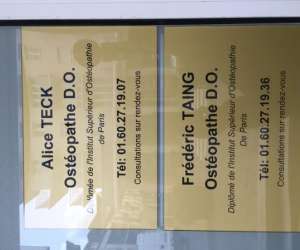 Alice TECK
Ostéopathe D.O.
Diplômée de l'Institut Supérieur d'Ostéopathie
de Paris
Tél: 01.60.27.19.07
Consultations sur rendez-vous
Frédéric TAING
Ostéopathe D.O.
Diplômé de l'Institut Supérieur d'Ostéopathie
de Paris
Tél: 01.60.27.19.36
Consultations sur rendez-vous